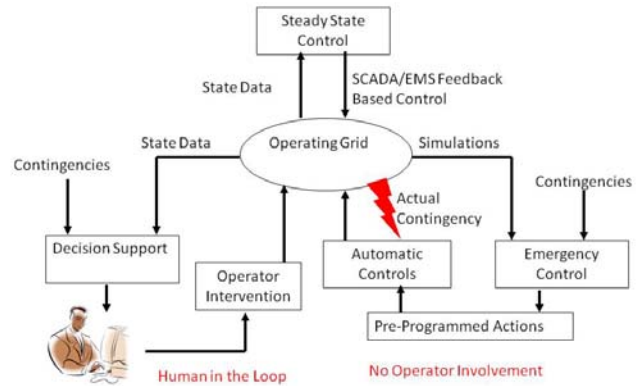 Steady State
Control
State Data
SCADA/EMS Feedback
Based Control
State Data
Operating Grid
Simulations
Contingencies
Contingencies
Actual
Contingency
Decision Support
Operator
Intervention
Automatic
Controls
Emergency
Control
Pre-Programmed Actions
Human in the Loop
No Operator Involvement